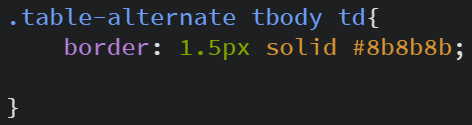 .table-alternate tbody td{
    border: 1.5px solid #8b8b8b;
}